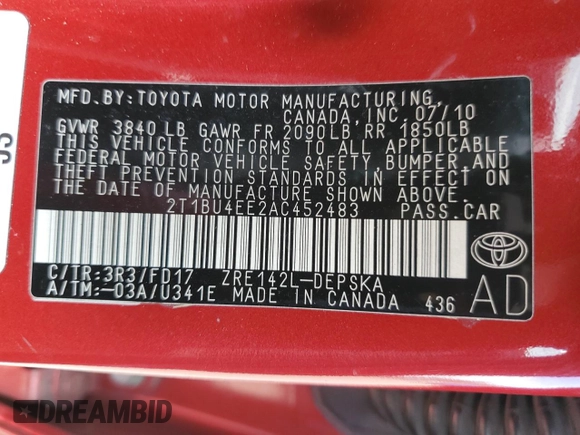 MFD. BY: TOYOTA MOTOR MANUFACTURING,
CANADA, INC. 07/10
GVWR 3840 LB GAWR FR 2090LB, RR 1850LB
THIS VEHICLE CONFORMS TO ALL APPLICABLE
FEDERAL MOTOR VEHICLE SAFETY, BUMPER, AND
THEFT PREVENTION STANDARDS IN EFFECT ON
THE DATE OF MANUFACTURE SHOWN ABOVE.
2T1BU4EE2AC452483 PASS. CAR
C/TR:3R3/FD17 ZRE142L-DEPSKA
A/TM:-03A/U341E MADE IN CANADA 436
TOYOTA
AD
DREAMBID